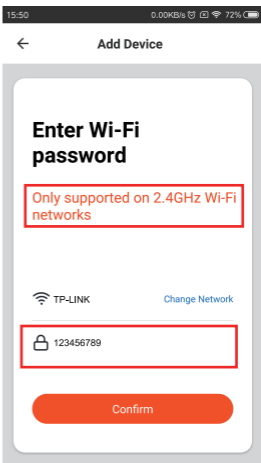 15:50 0.00KB/s 72%
Add Device
Enter Wi-Fi
password
Only supported on 2.4GHz Wi-Fi
networks
TP-LINK Change Network
123456789
Confirm